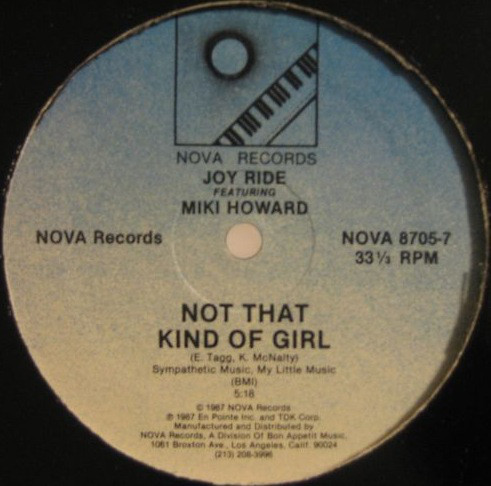 NOVA RECORDS
JOY RIDE
FEATURING
MIKI HOWARD
NOVA Records
NOVA 8705-7
33⅓ RPM
NOT THAT
KIND OF GIRL
(E. Tagg, K. McNalty)
Sympathetic Music, My Little Music
(BMI)
5:18
© 1987 NOVA Records
℗ 1987 En Pointe Inc. and TDK Corp.
Manufactured and Distributed by
NOVA Records, A Division Of Bon Appetit Music.
1061 Broxton Ave., Los Angeles, Calif. 90024
(213) 208-3996